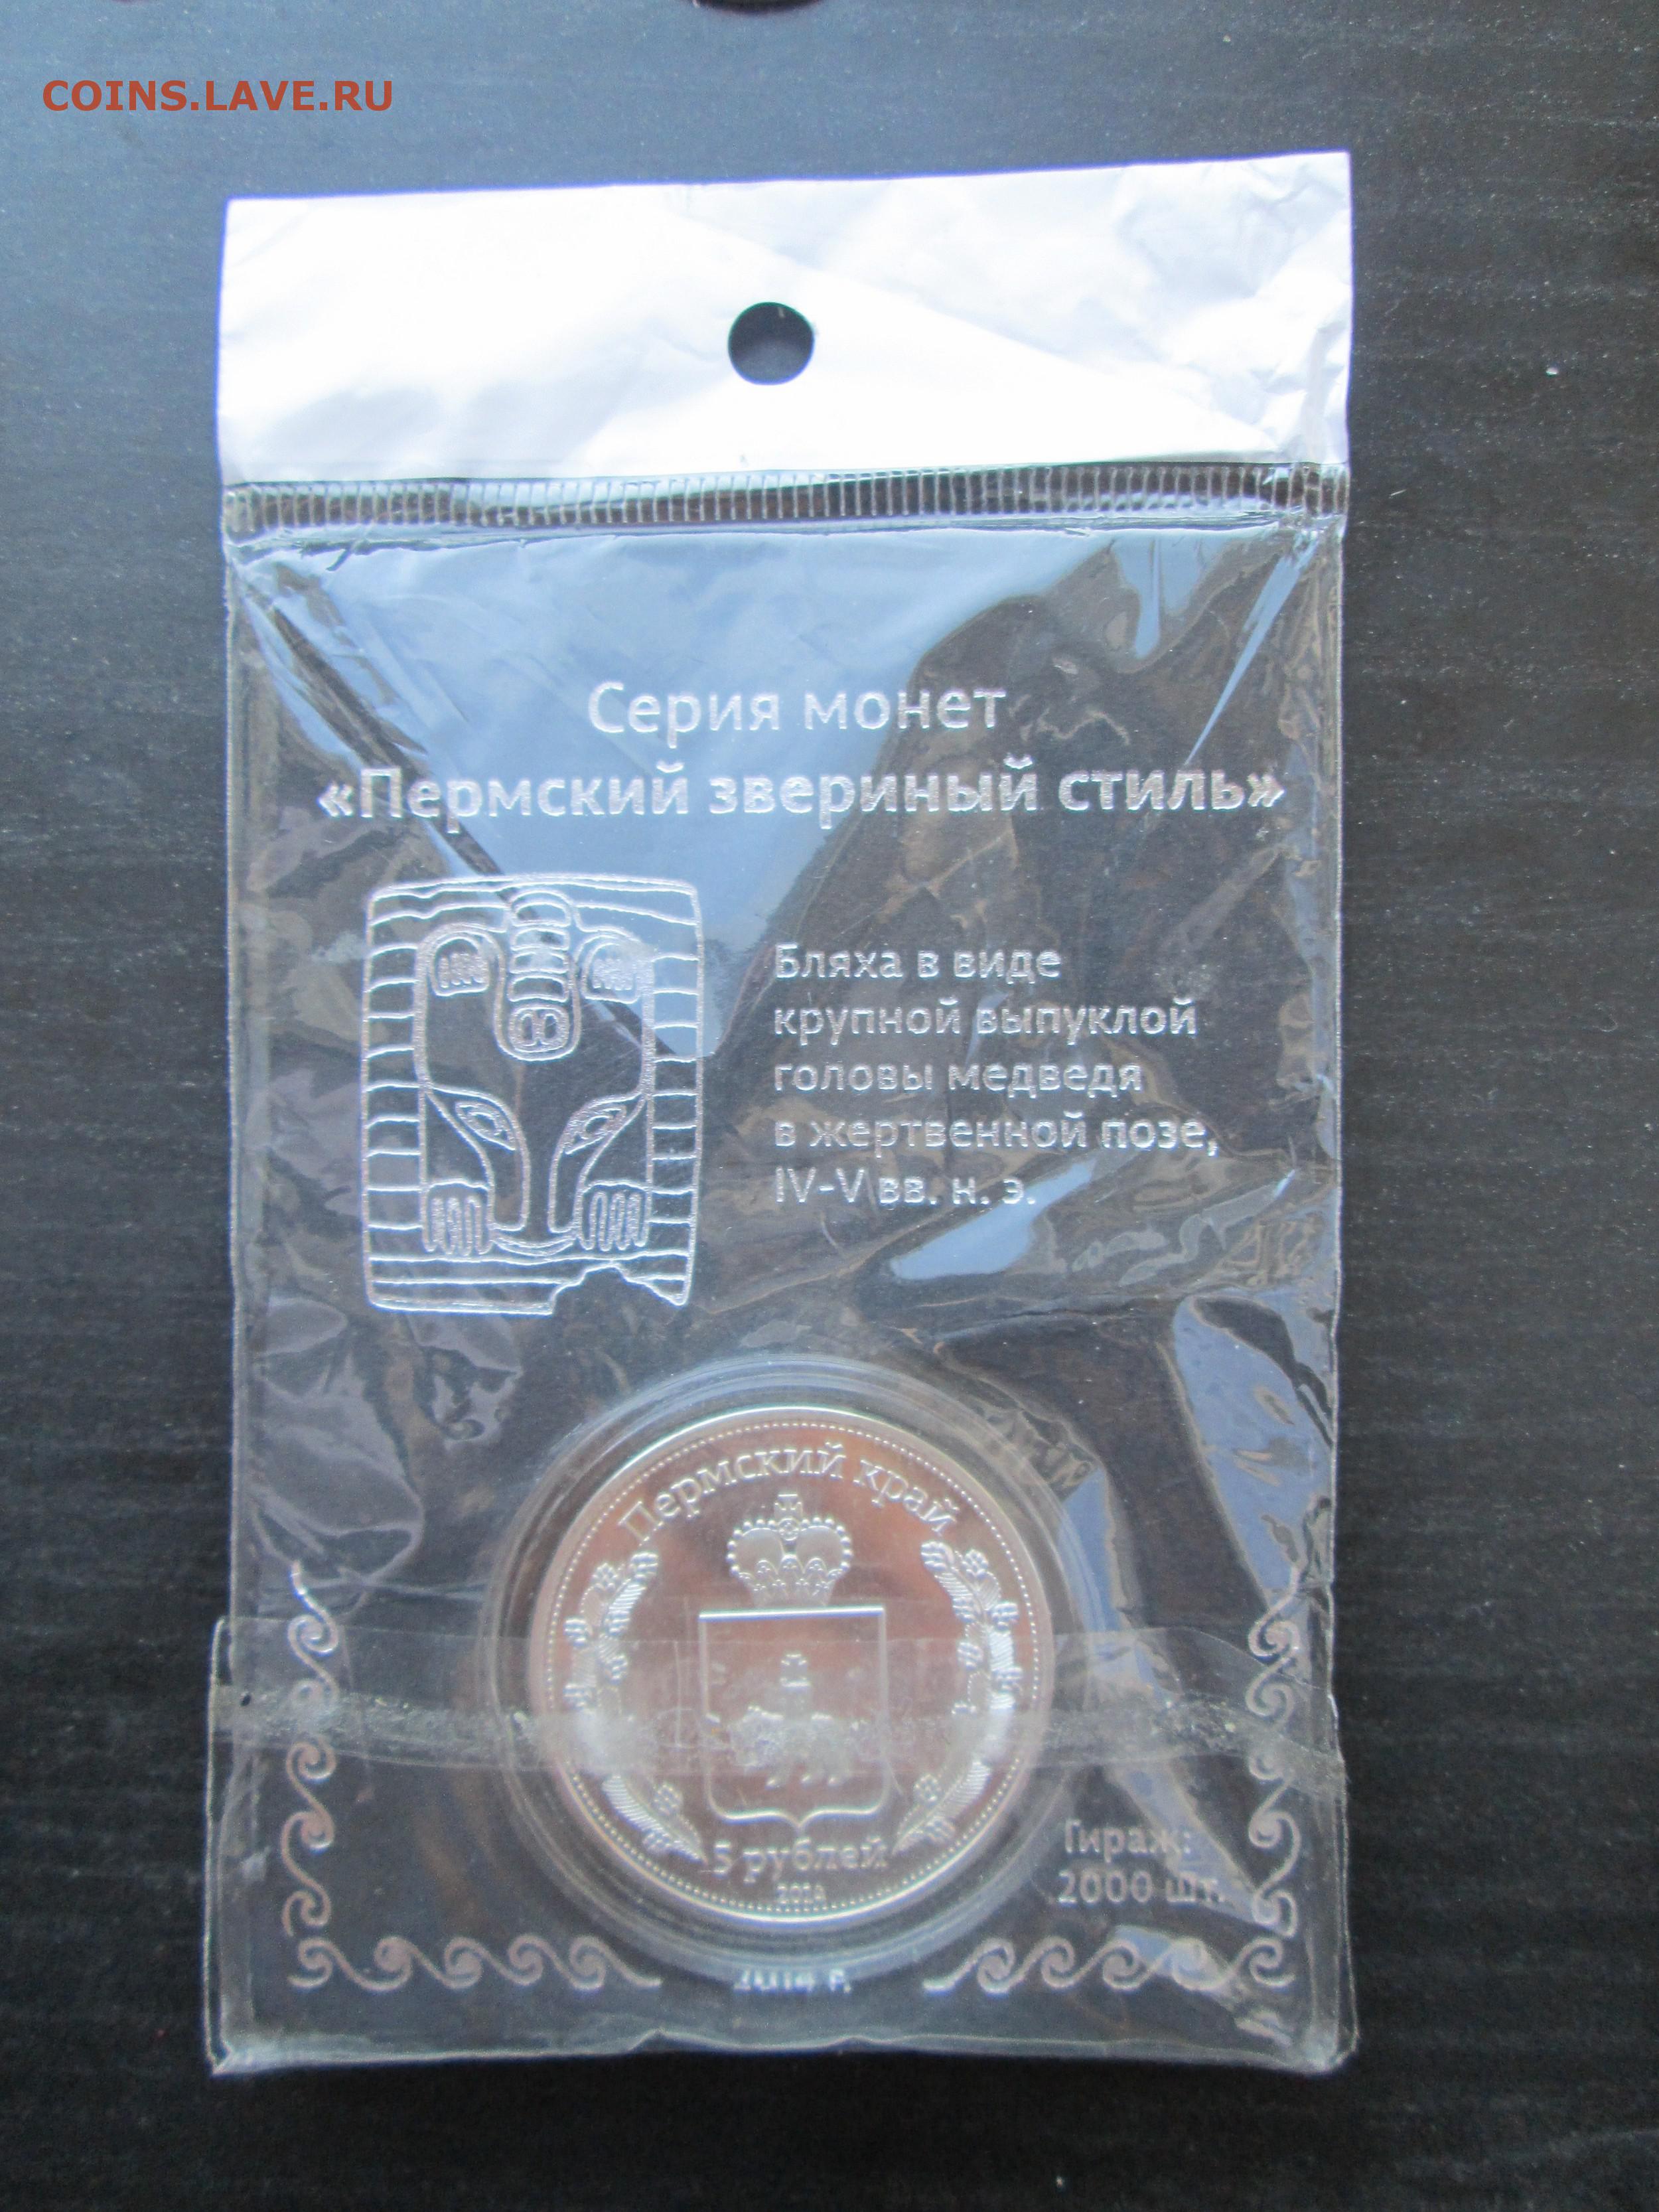 COINS.LAVE.RU
Серия монет
«Пермский звериный стиль»
Бляха в виде
крупной выпуклой
головы медведя
в жертвенной позе,
IV-V вв. н. э.
Пермский край
5 рублей
Тираж:
2000 шт.